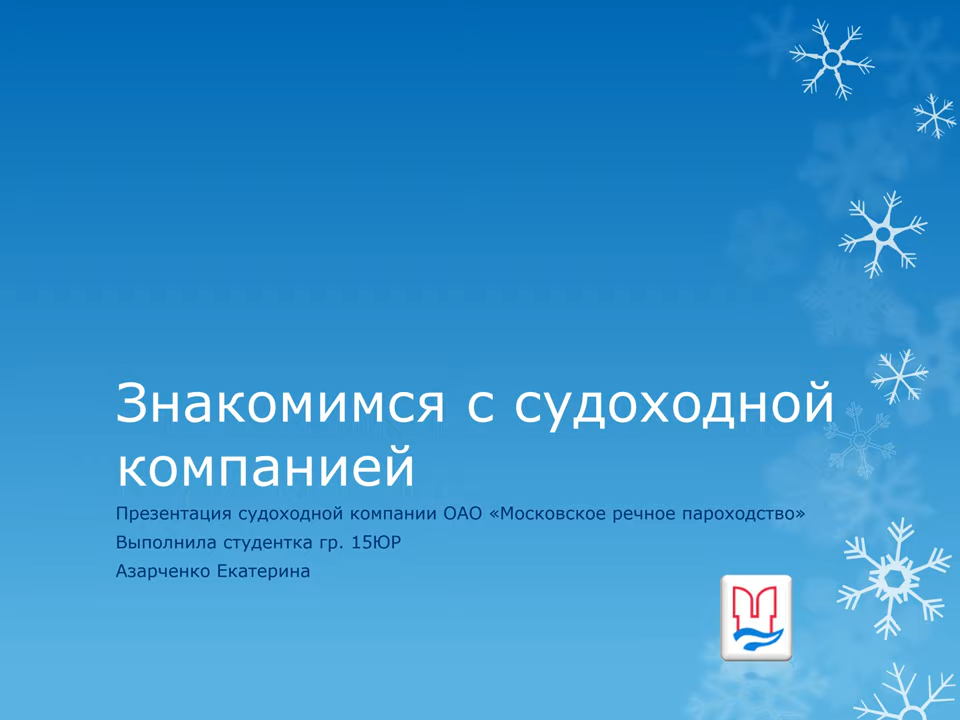 Знакомимся с судоходной
компанией
Презентация судоходной компании ОАО «Московское речное пароходство»
Выполнила студентка гр. 15ЮР
Азарченко Екатерина